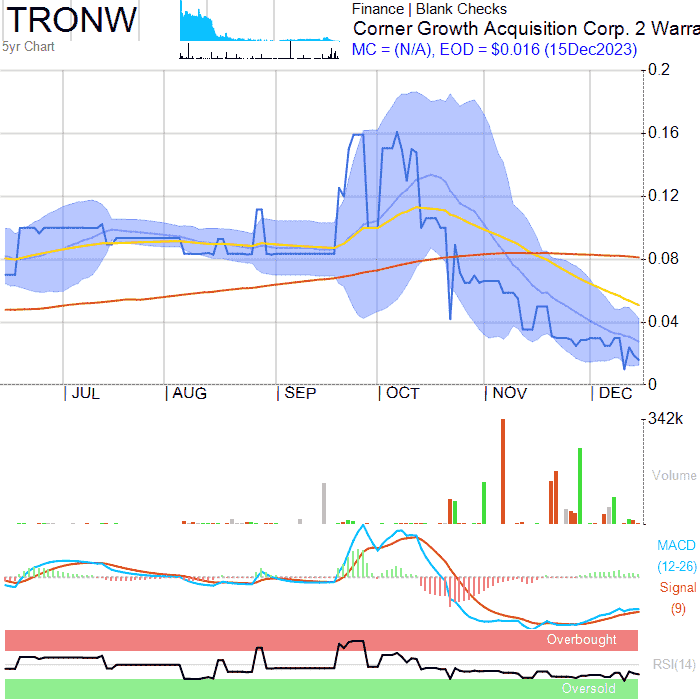 TRONW
5yr Chart
Finance | Blank Checks
Corner Growth Acquisition Corp. 2 Warra
MC = (N/A), EOD = $0.016 (15Dec2023)
0.2
0.16
0.12
0.08
0.04
0
JUL AUG SEP OCT NOV DEC
342k
Volume
MACD
(12-26)
Signal
(9)
Overbought
RSI(14)
Oversold